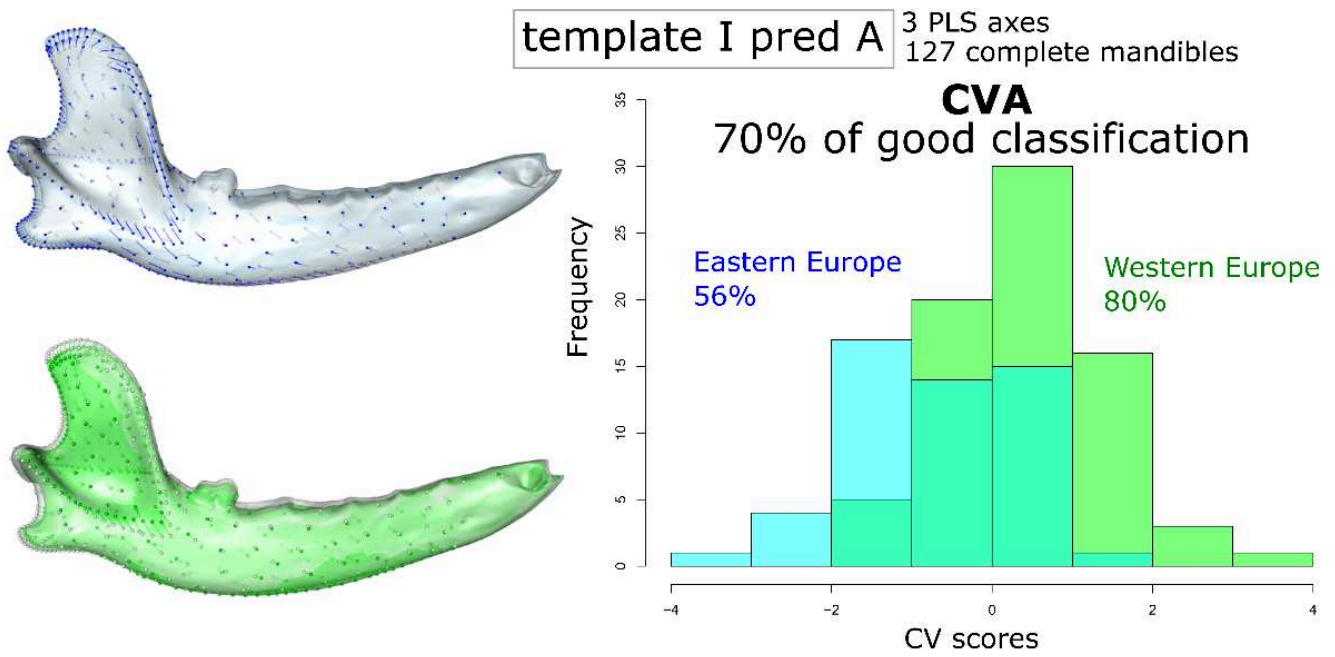 template I pred A
3 PLS axes
127 complete mandibles
CVA
70% of good classification
Eastern Europe
56%
Western Europe
80%
Frequency
35
30
25
20
15
10
5
0
−4
−2
0
2
4
CV scores